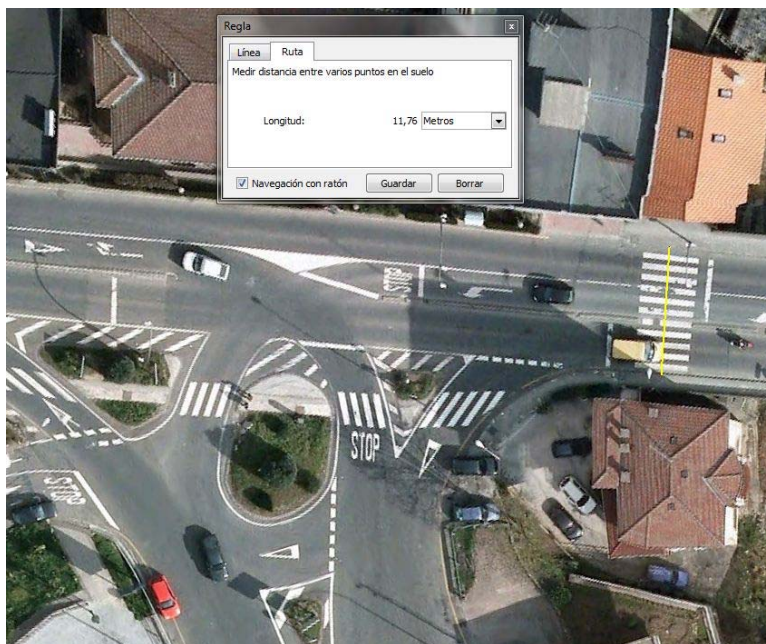 Regla
Línea Ruta
Medir distancia entre varios puntos en el suelo
Longitud: 11,76 Metros
Navegación con ratón Guardar Borrar
STOP
STOP
STOP